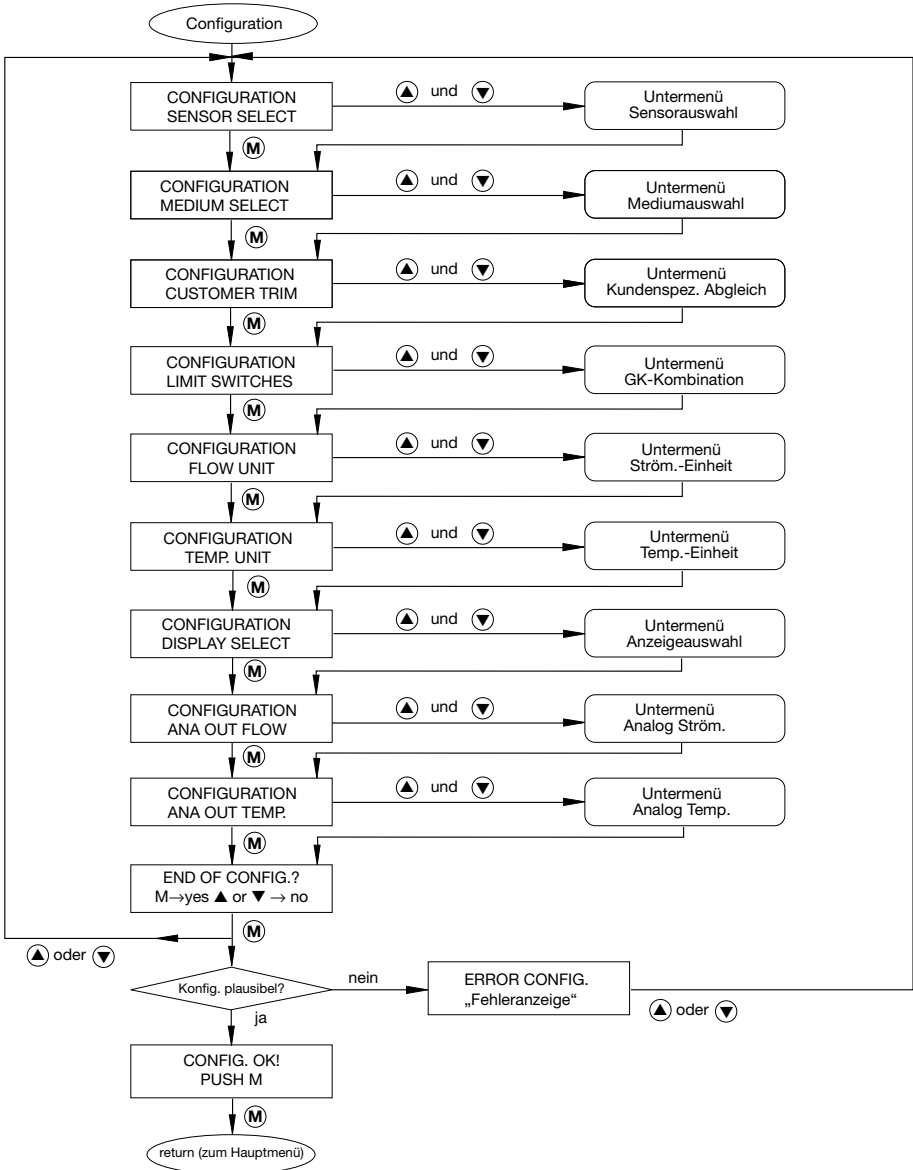 Configuration
CONFIGURATION
SENSOR SELECT
▲ und ▼
Untermenü
Sensorauswahl
M
CONFIGURATION
MEDIUM SELECT
▲ und ▼
Untermenü
Mediumauswahl
M
CONFIGURATION
CUSTOMER TRIM
▲ und ▼
Untermenü
Kundenspez. Abgleich
M
CONFIGURATION
LIMIT SWITCHES
▲ und ▼
Untermenü
GK-Kombination
M
CONFIGURATION
FLOW UNIT
▲ und ▼
Untermenü
Ström.-Einheit
M
CONFIGURATION
TEMP. UNIT
▲ und ▼
Untermenü
Temp.-Einheit
M
CONFIGURATION
DISPLAY SELECT
▲ und ▼
Untermenü
Anzeigeauswahl
M
CONFIGURATION
ANA OUT FLOW
▲ und ▼
Untermenü
Analog Ström.
M
CONFIGURATION
ANA OUT TEMP.
▲ und ▼
Untermenü
Analog Temp.
M
END OF CONFIG.?
M→yes ▲ or ▼ → no
M
▲ oder ▼
Konfig. plausibel?
nein
ERROR CONFIG.
„Fehleranzeige“
▲ oder ▼
ja
CONFIG. OK!
PUSH M
M
return (zum Hauptmenü)